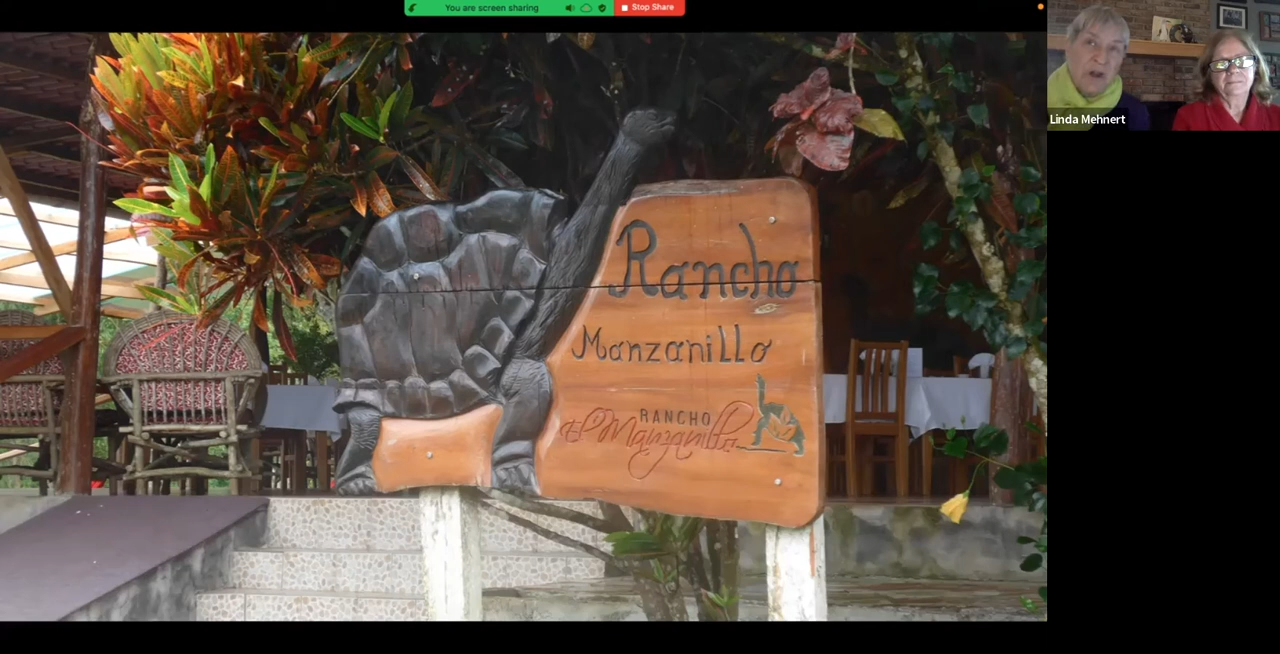 You are screen sharing
Stop Share
Linda Mehnert
Rancho
Manzanillo
RANCHO
El Manzanillo